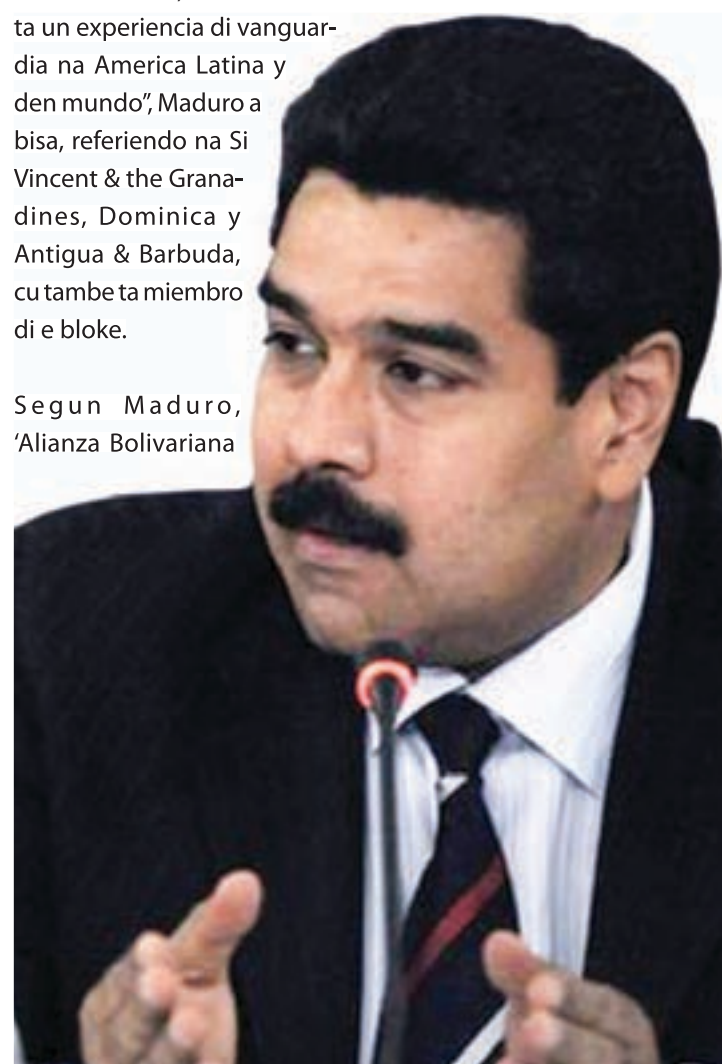 ta un experiencia di vanguar-
dia na America Latina y
den mundo”, Maduro a
bisa, referiendo na Si
Vincent & the Grana-
dines, Dominica y
Antigua & Barbuda,
cu tambe ta miembro
di e bloke.
Segun Maduro,
‘Alianza Bolivariana